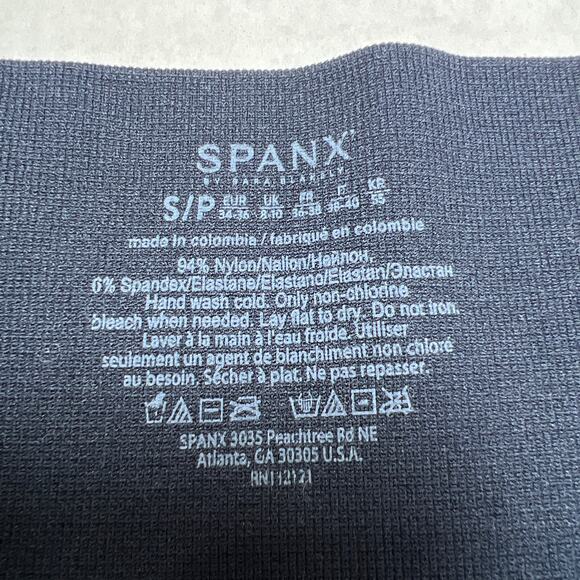 SPANX
BY SARA BLAKELY
S/P EUR 34-36 UK 8-10 FR 36-38 IT 38-40 KR 55
made in colombia / fabriqué en colombie
94% Nylon/Nailon/Нейлон,
6% Spandex/Elastane/Elastano/Elastan/Эластан
Hand wash cold. Only non-chlorine
bleach when needed. Lay flat to dry. Do not iron.
Laver à la main à l'eau froide. Utiliser
seulement un agent de blanchiment non chloré
au besoin. Sécher à plat. Ne pas repasser.
SPANX 3035 Peachtree Rd NE
Atlanta, GA 30305 U.S.A.
RN112121